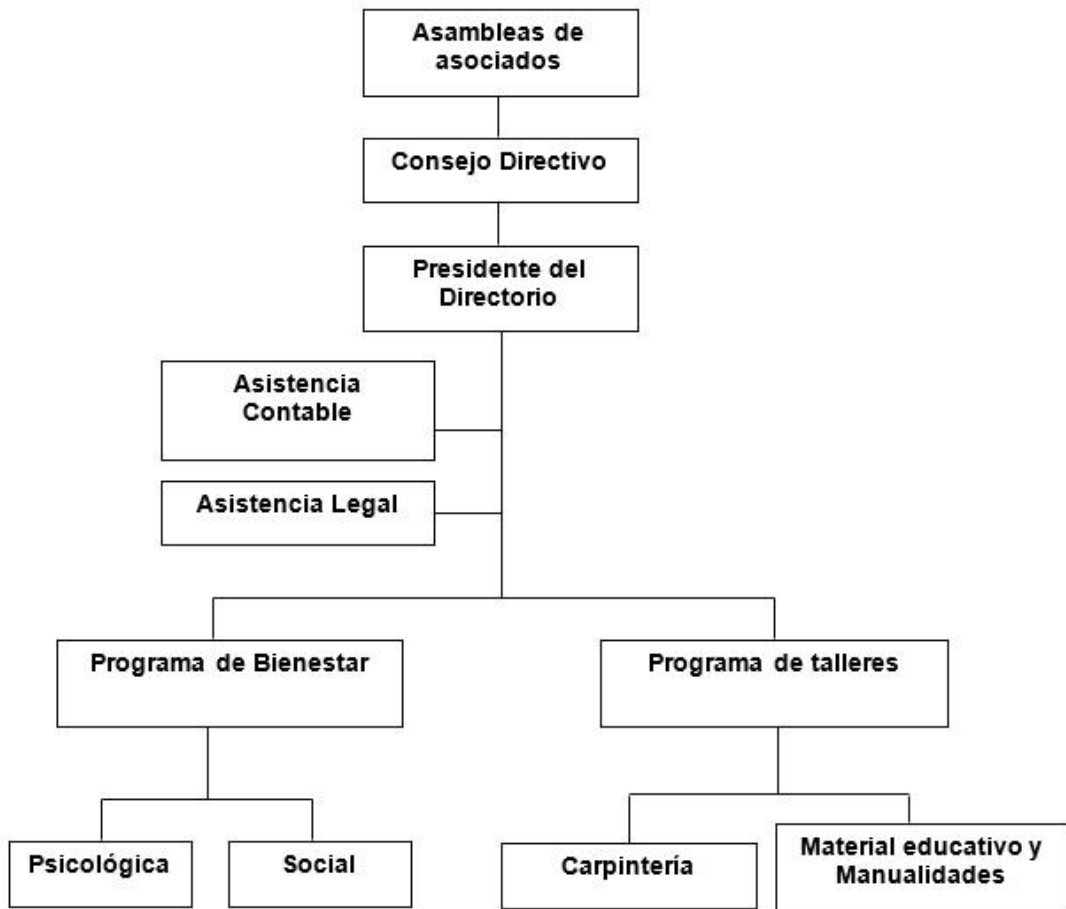 Asambleas de
asociados
Consejo Directivo
Presidente del
Directorio
Asistencia
Contable
Asistencia Legal
Programa de Bienestar
Programa de talleres
Psicológica
Social
Carpintería
Material educativo y
Manualidades